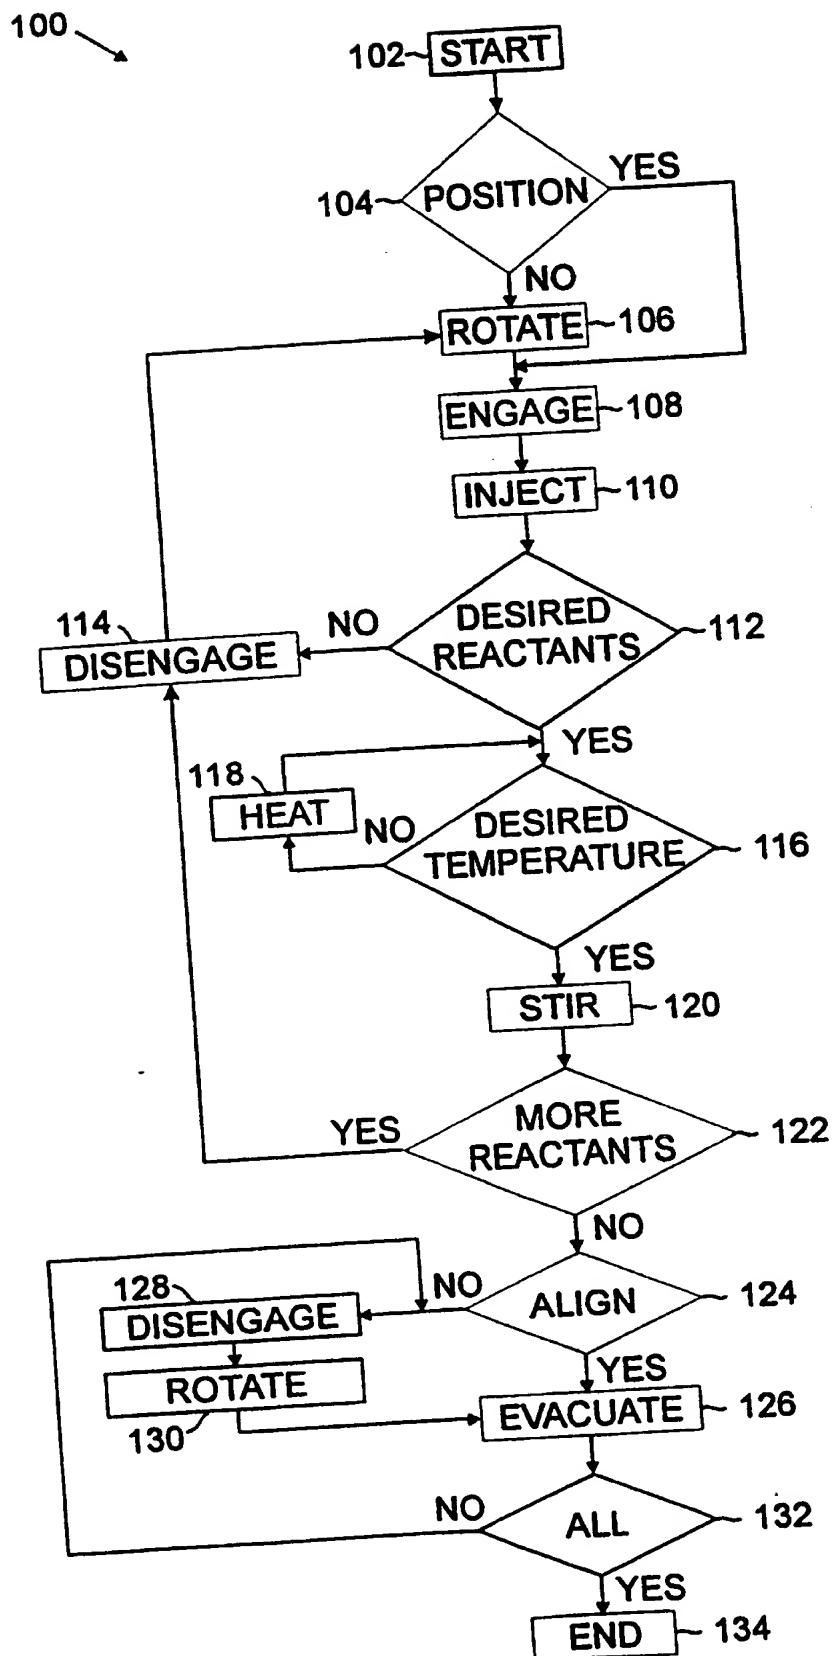 100
102 START
104 POSITION YES
NO
ROTATE 106
ENGAGE 108
INJECT 110
114 NO DESIRED REACTANTS 112
DISENGAGE
YES
118
HEAT NO DESIRED TEMPERATURE 116
YES
STIR 120
YES MORE REACTANTS 122
NO
128 NO ALIGN 124
DISENGAGE
YES
ROTATE
130
EVACUATE 126
NO ALL 132
YES
END 134